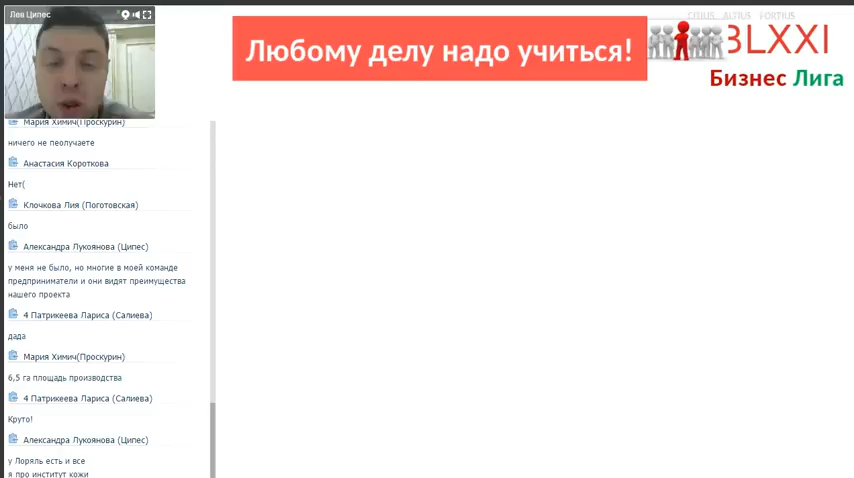 Лев Ципес
CITIUS ALTIUS FORTIUS
Любому делу надо учиться!
BLXXI
Бизнес Лига
Мария Химич(Проскурин)
ничего не пеолучаете
Анастасия Короткова
Нет(
Клочкова Лия (Поготовская)
было
Александра Лукоянова (Ципес)
у меня не было, но многие в моей команде
предприниматели и они видят преимущества
нашего проекта
4 Патрикеева Лариса (Салиева)
дада
Мария Химич(Проскурин)
6,5 га площадь производства
4 Патрикеева Лариса (Салиева)
Круто!
Александра Лукоянова (Ципес)
у Лоряль есть и все
я про институт кожи